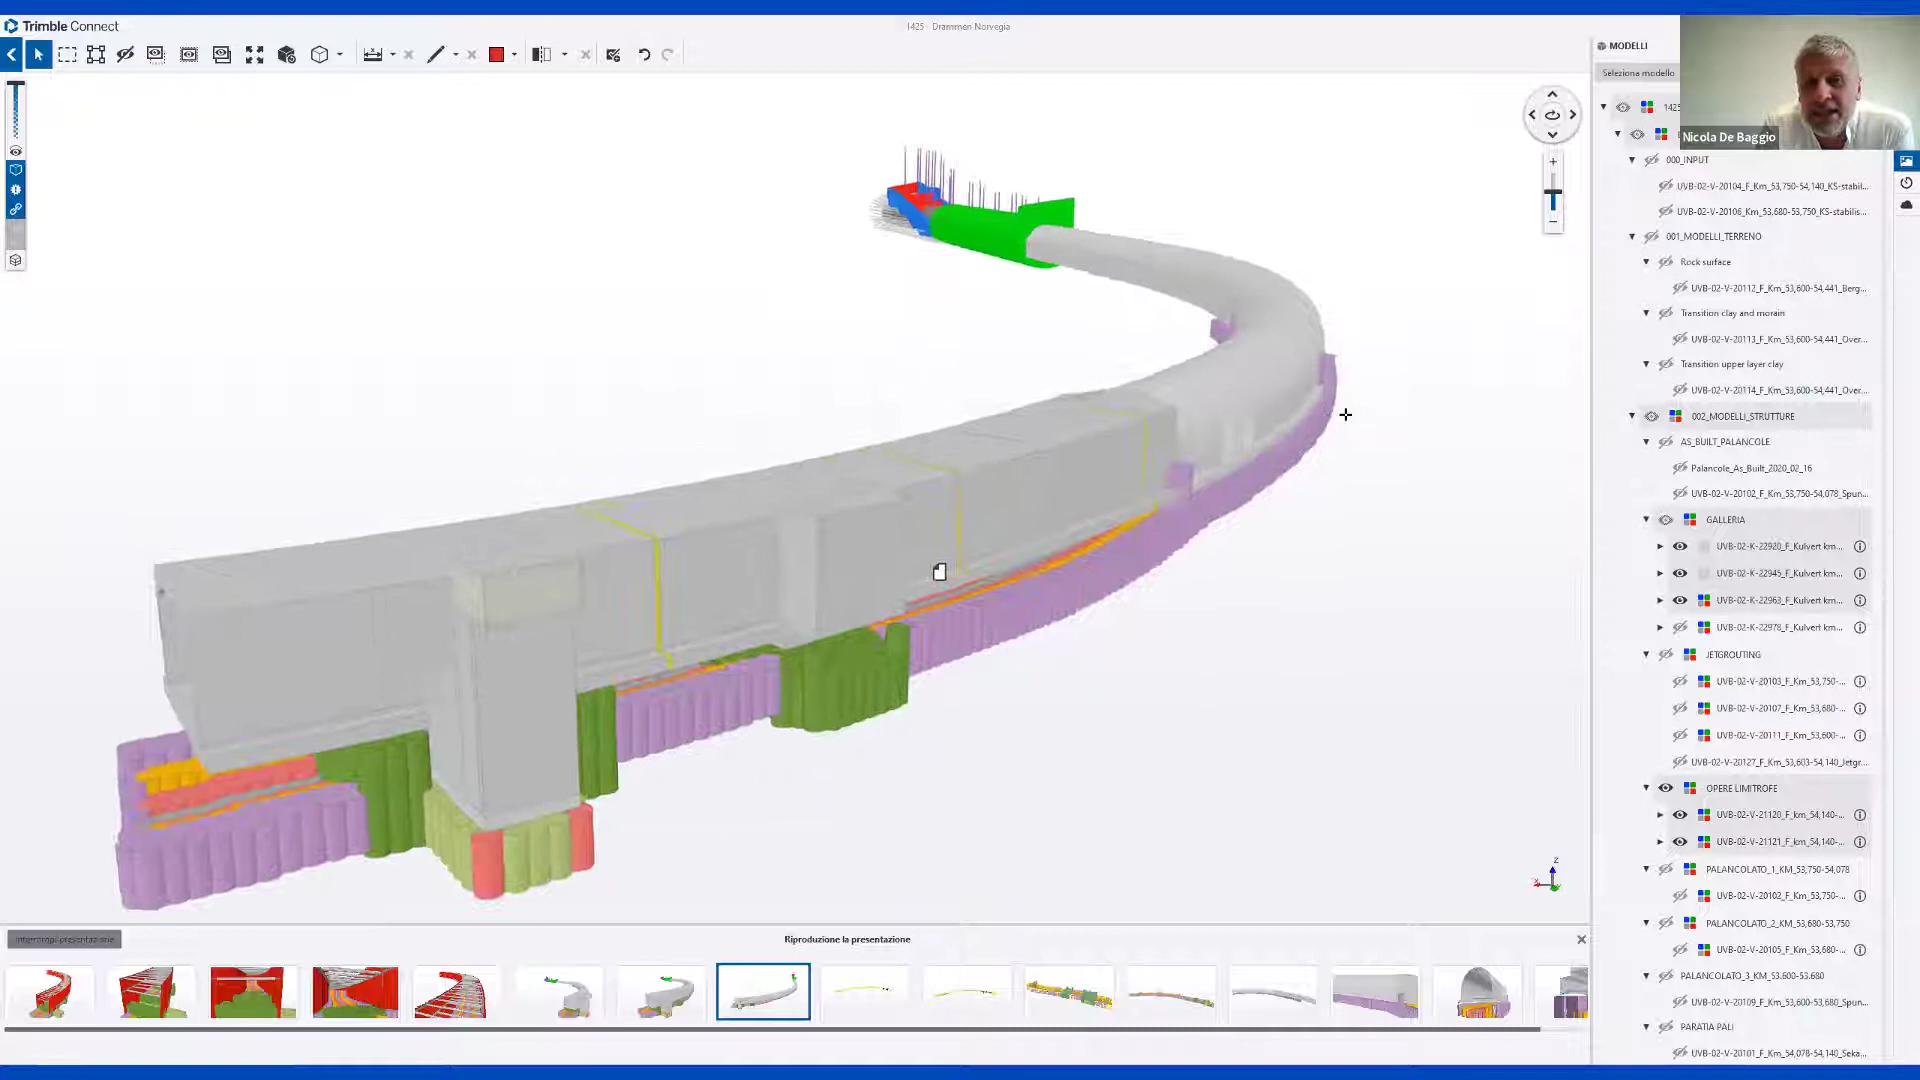 Trimble Connect
1425 - Drammen Norvegia
MODELLI
Seleziona modello
Nicola De Baggio
1425
000_INPUT
UVB-02-V-20104_F_Km_53,750-54,140_KS-stabil...
UVB-02-V-20106_Km_53,680-53,750_KS-stabilis...
001_MODELLI_TERRENO
Rock surface
UVB-02-V-20112_F_Km_53,600-54,441_Berg...
Transition clay and morain
UVB-02-V-20113_F_Km_53,600-54,441_Over...
Transition upper layer clay
UVB-02-V-20114_F_Km_53,600-54,441_Over...
002_MODELLI_STRUTTURE
AS_BUILT_PALANCOLE
Palancole_As_Built_2020_02_16
UVB-02-V-20102_F_Km_53,750-54,078_Spun...
GALLERIA
UVB-02-K-22920_F_Kulvert km...
UVB-02-K-22945_F_Kulvert km...
UVB-02-K-22963_F_Kulvert km...
UVB-02-K-22978_F_Kulvert km...
JETGROUTING
UVB-02-V-20103_F_Km_53,750-...
UVB-02-V-20107_F_Km_53,680-...
UVB-02-V-20111_F_Km_53,600-...
UVB-02-V-20127_F_Km_53,603-54,140_Jetgr...
OPERE LIMITROFE
UVB-02-V-21120_F_km_54,140-...
UVB-02-V-21121_F_km_54,140-...
PALANCOLATO_1_KM_53,750-54,078
UVB-02-V-20102_F_Km_53,750-...
PALANCOLATO_2_KM_53,680-53,750
UVB-02-V-20105_F_Km_53,680-...
PALANCOLATO_3_KM_53.600-53.680
UVB-02-V-20109_F_Km_53,600-53,680_Spun...
PARATIA PALI
UVB-02-V-20101_F_Km_54,078-54,140_Seka...
z
Interrompi presentazione
Riproduzione la presentazione